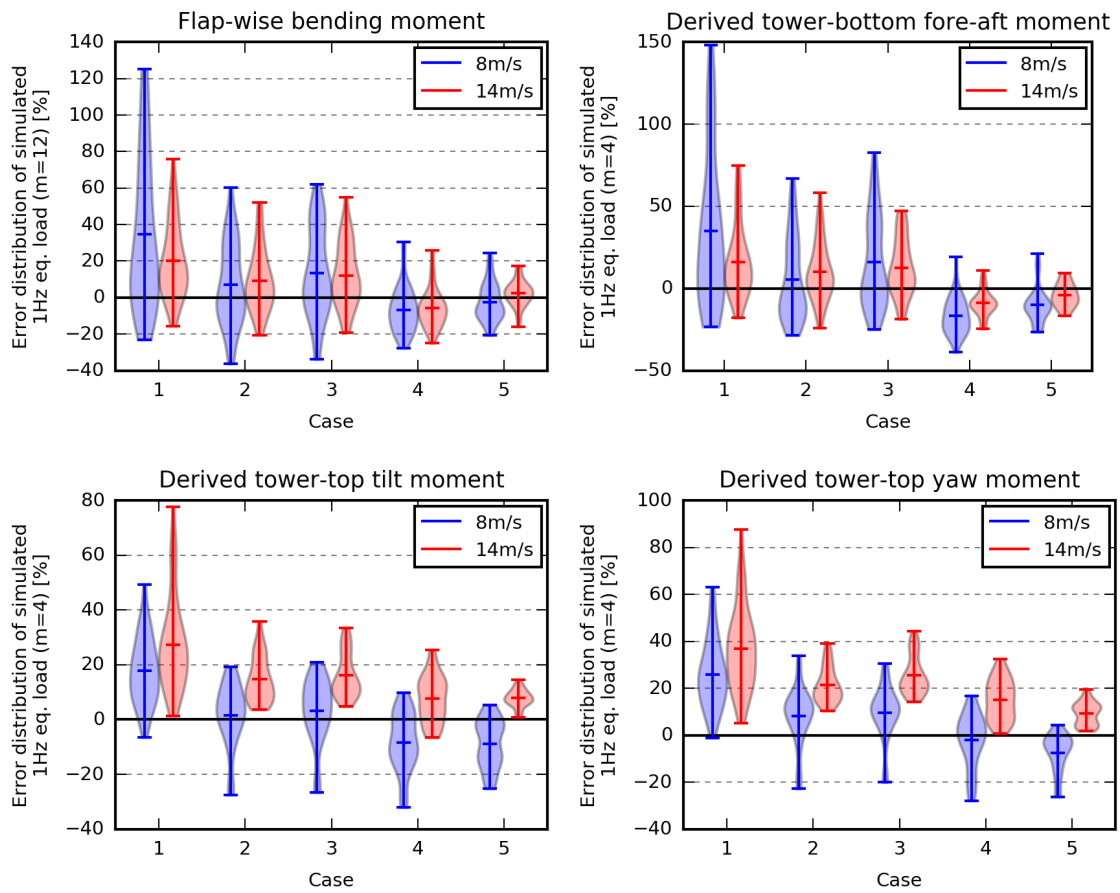 Flap-wise bending moment
Error distribution of simulated
1Hz eq. load (m=12) [%]
140
120
100
80
60
40
20
0
−20
−40
8m/s
14m/s
1 2 3 4 5
Case
Derived tower-bottom fore-aft moment
Error distribution of simulated
1Hz eq. load (m=4) [%]
150
100
50
0
−50
8m/s
14m/s
1 2 3 4 5
Case
Derived tower-top tilt moment
Error distribution of simulated
1Hz eq. load (m=4) [%]
80
60
40
20
0
−20
−40
8m/s
14m/s
1 2 3 4 5
Case
Derived tower-top yaw moment
Error distribution of simulated
1Hz eq. load (m=4) [%]
100
80
60
40
20
0
−20
−40
8m/s
14m/s
1 2 3 4 5
Case